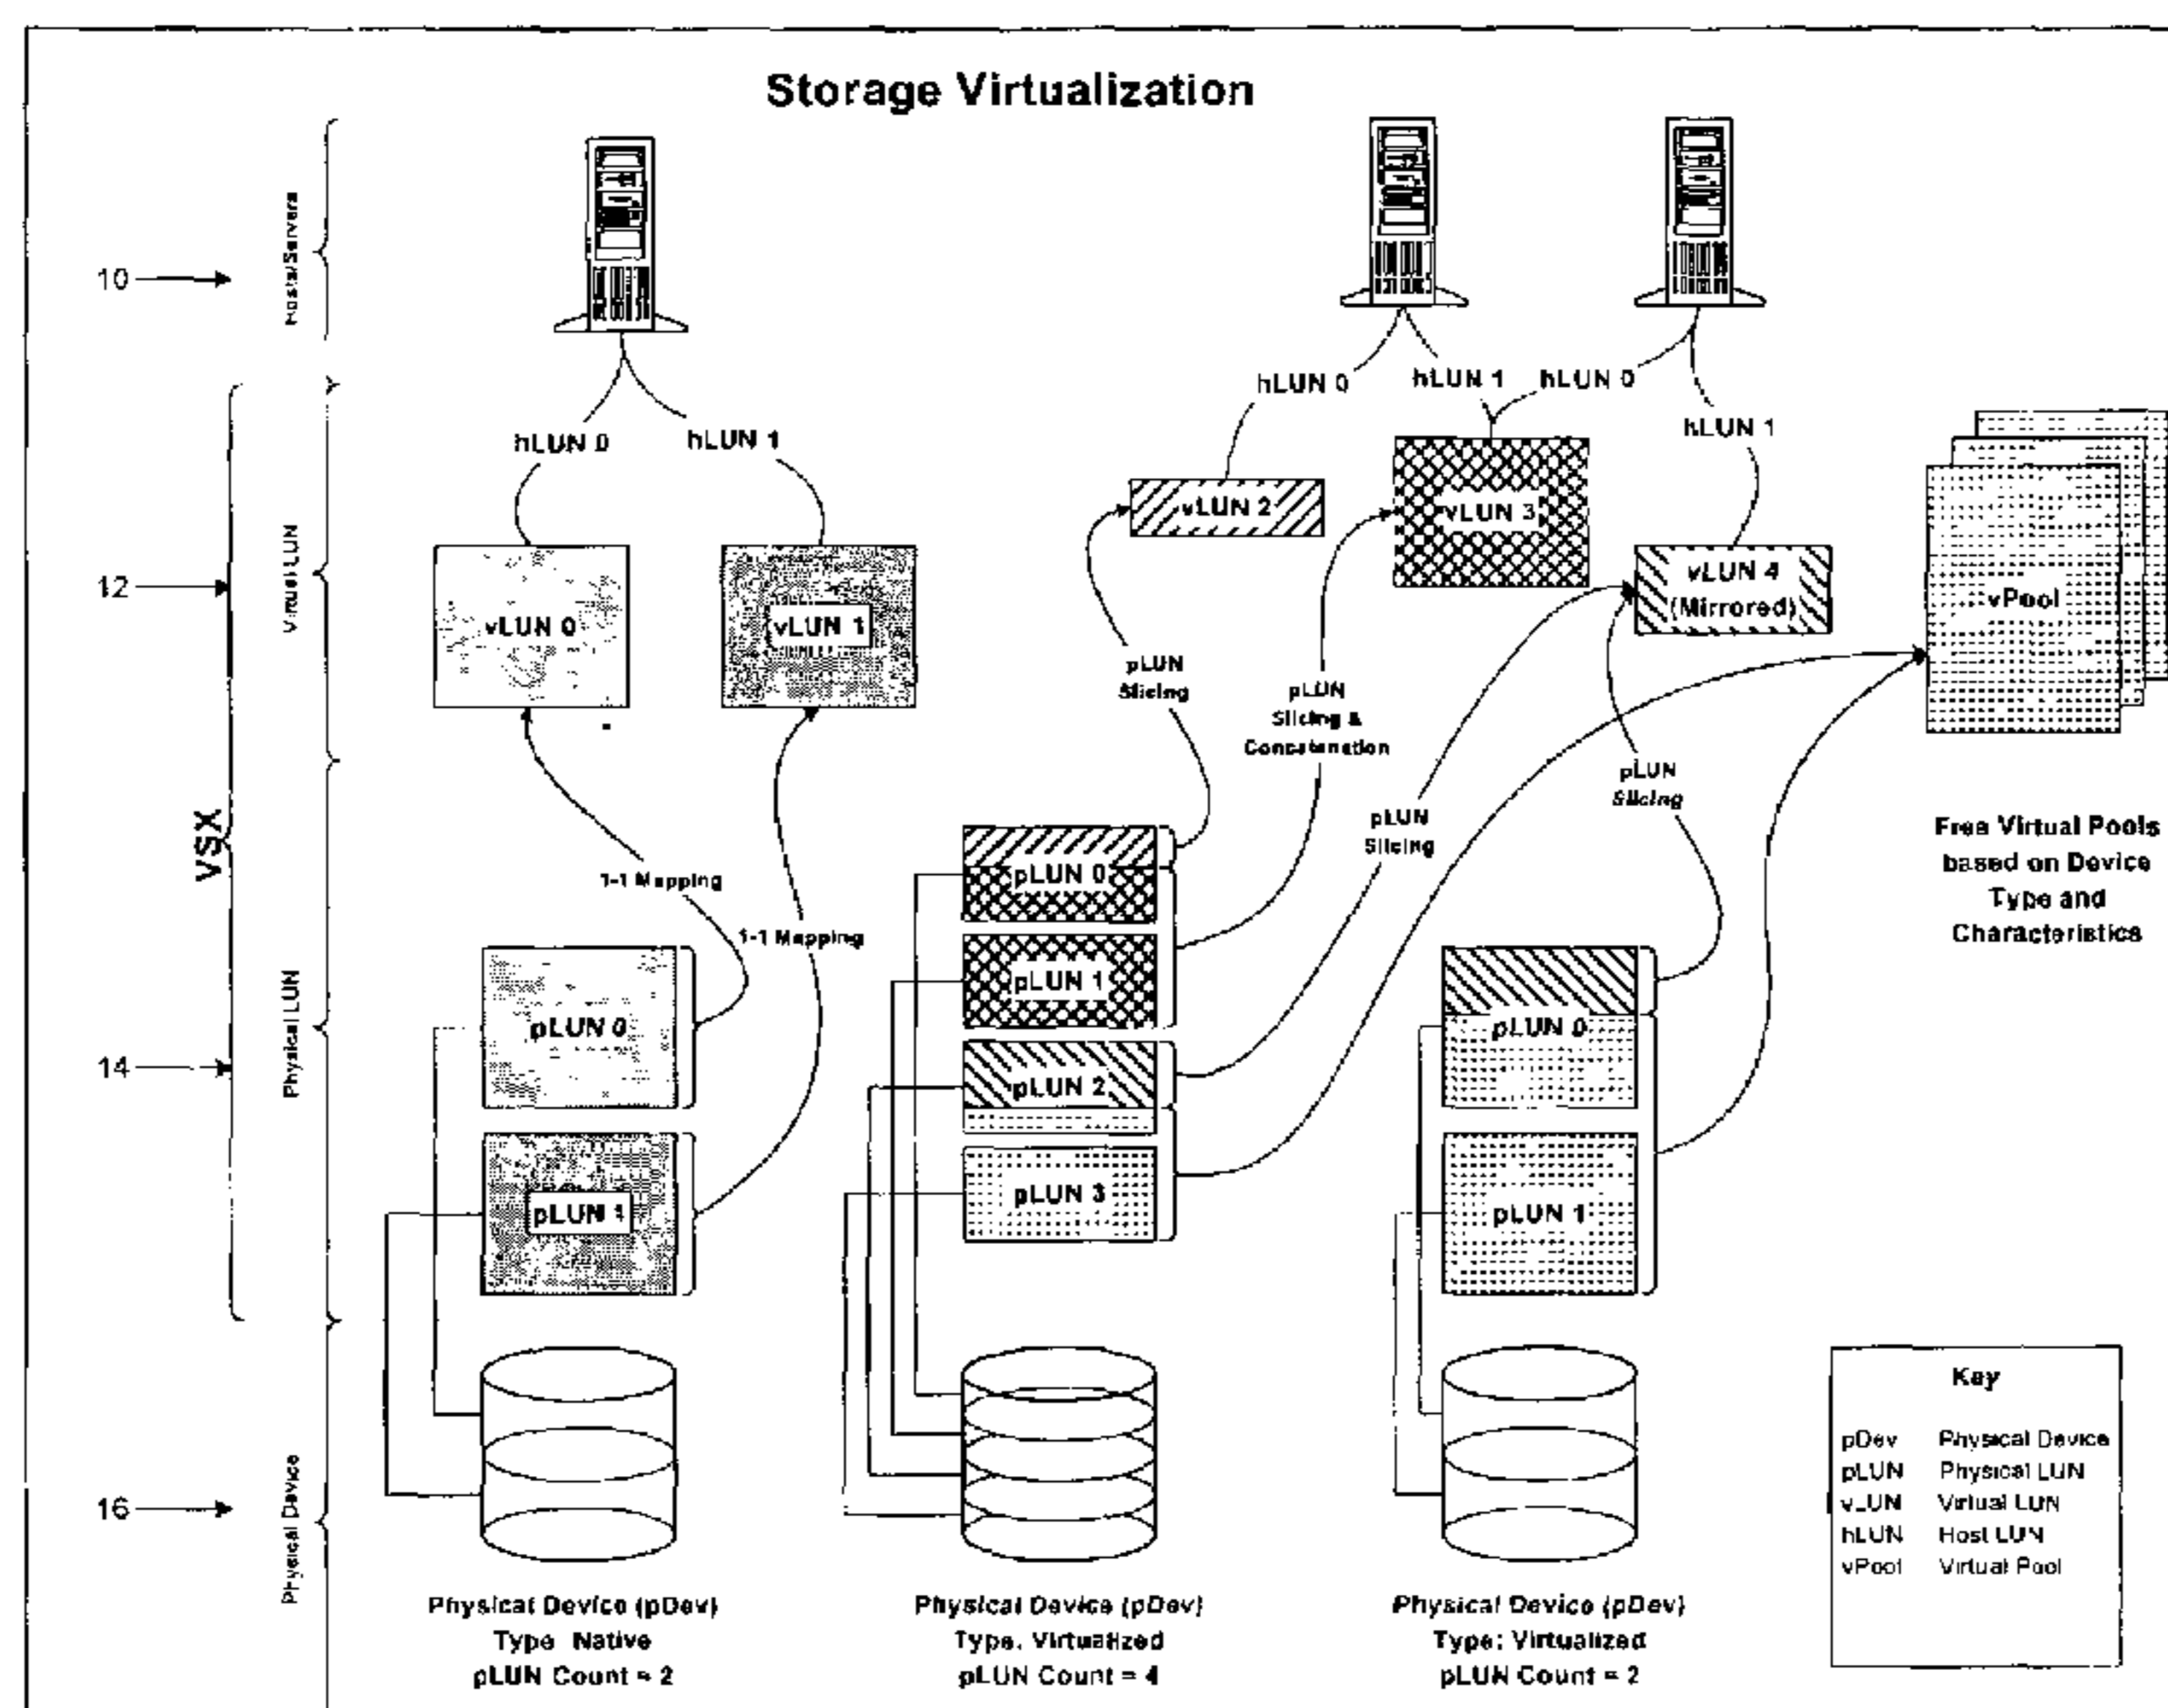 Storage Virtualization
10
Hosts/Servers
hLUN 0
hLUN 1
hLUN 0
hLUN 1
hLUN 0
hLUN 1
12
Virtual LUN
vLUN 0
vLUN 1
vLUN 2
vLUN 3
vLUN 4
(Mirrored)
vPool
pLUN
Slicing
pLUN
Slicing &
Concatenation
pLUN
Slicing
pLUN
Slicing
Free Virtual Pools
based on Device
Type and
Characteristics
VSX
1-1 Mapping
1-1 Mapping
14
Physical LUN
pLUN 0
pLUN 1
pLUN 0
pLUN 1
pLUN 2
pLUN 3
pLUN 0
pLUN 1
16
Physical Device
Physical Device (pDev)
Type Native
pLUN Count = 2
Physical Device (pDev)
Type. Virtualized
pLUN Count = 4
Physical Device (pDev)
Type: Virtualized
pLUN Count = 2
Key
pDev Physical Device
pLUN Physical LUN
vLUN Virtual LUN
hLUN Host LUN
vPool Virtual Pool